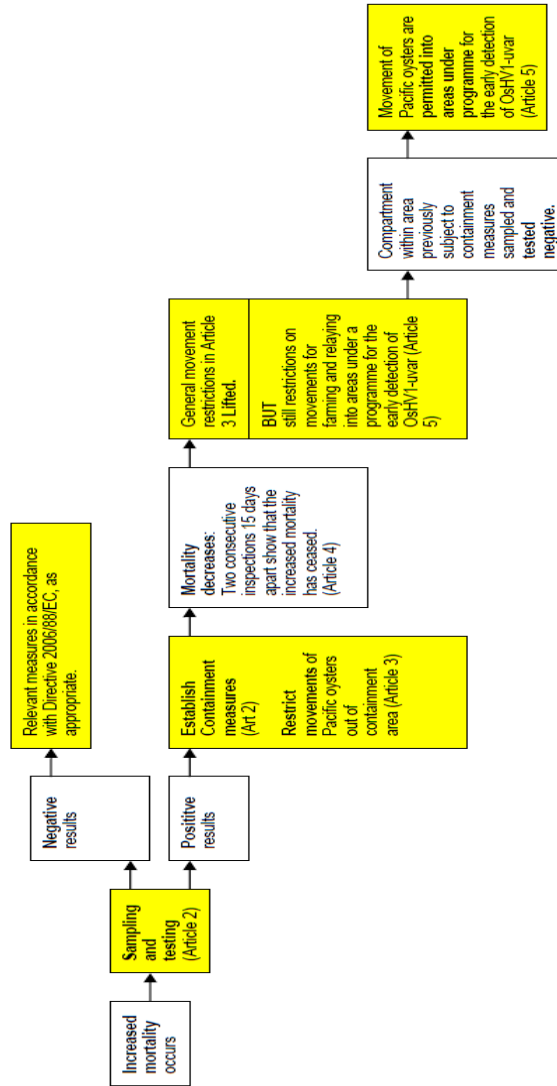 Increased
mortality
occurs
Sampling
and
testing
(Article 2)
Negative
results
Relevant measures in accordance
with Directive 2006/88/EC, as
appropriate.
Posititve
results
Establish
Containment
measures
(Art 2)
Restrict
movements of
Pacific oysters
out of
containment
area (Article 3)
Mortality
decreases:
Two consecutive
inspections 15 days
apart show that the
increased mortality
has ceased.
(Article 4)
General movement
restrictions in Article
3 Lifted.
BUT
still restrictions on
movements for
farming and relaying
into areas under a
programme for the
early detection of
OsHV1-uvar (Article
5)
Compartment
within area
previously
subject to
containment
measures
sampled and
tested
negative.
Movement of
Pacific oysters are
permitted into
areas under
programme for
the early detection
of OsHV1-uvar
(Article 5)